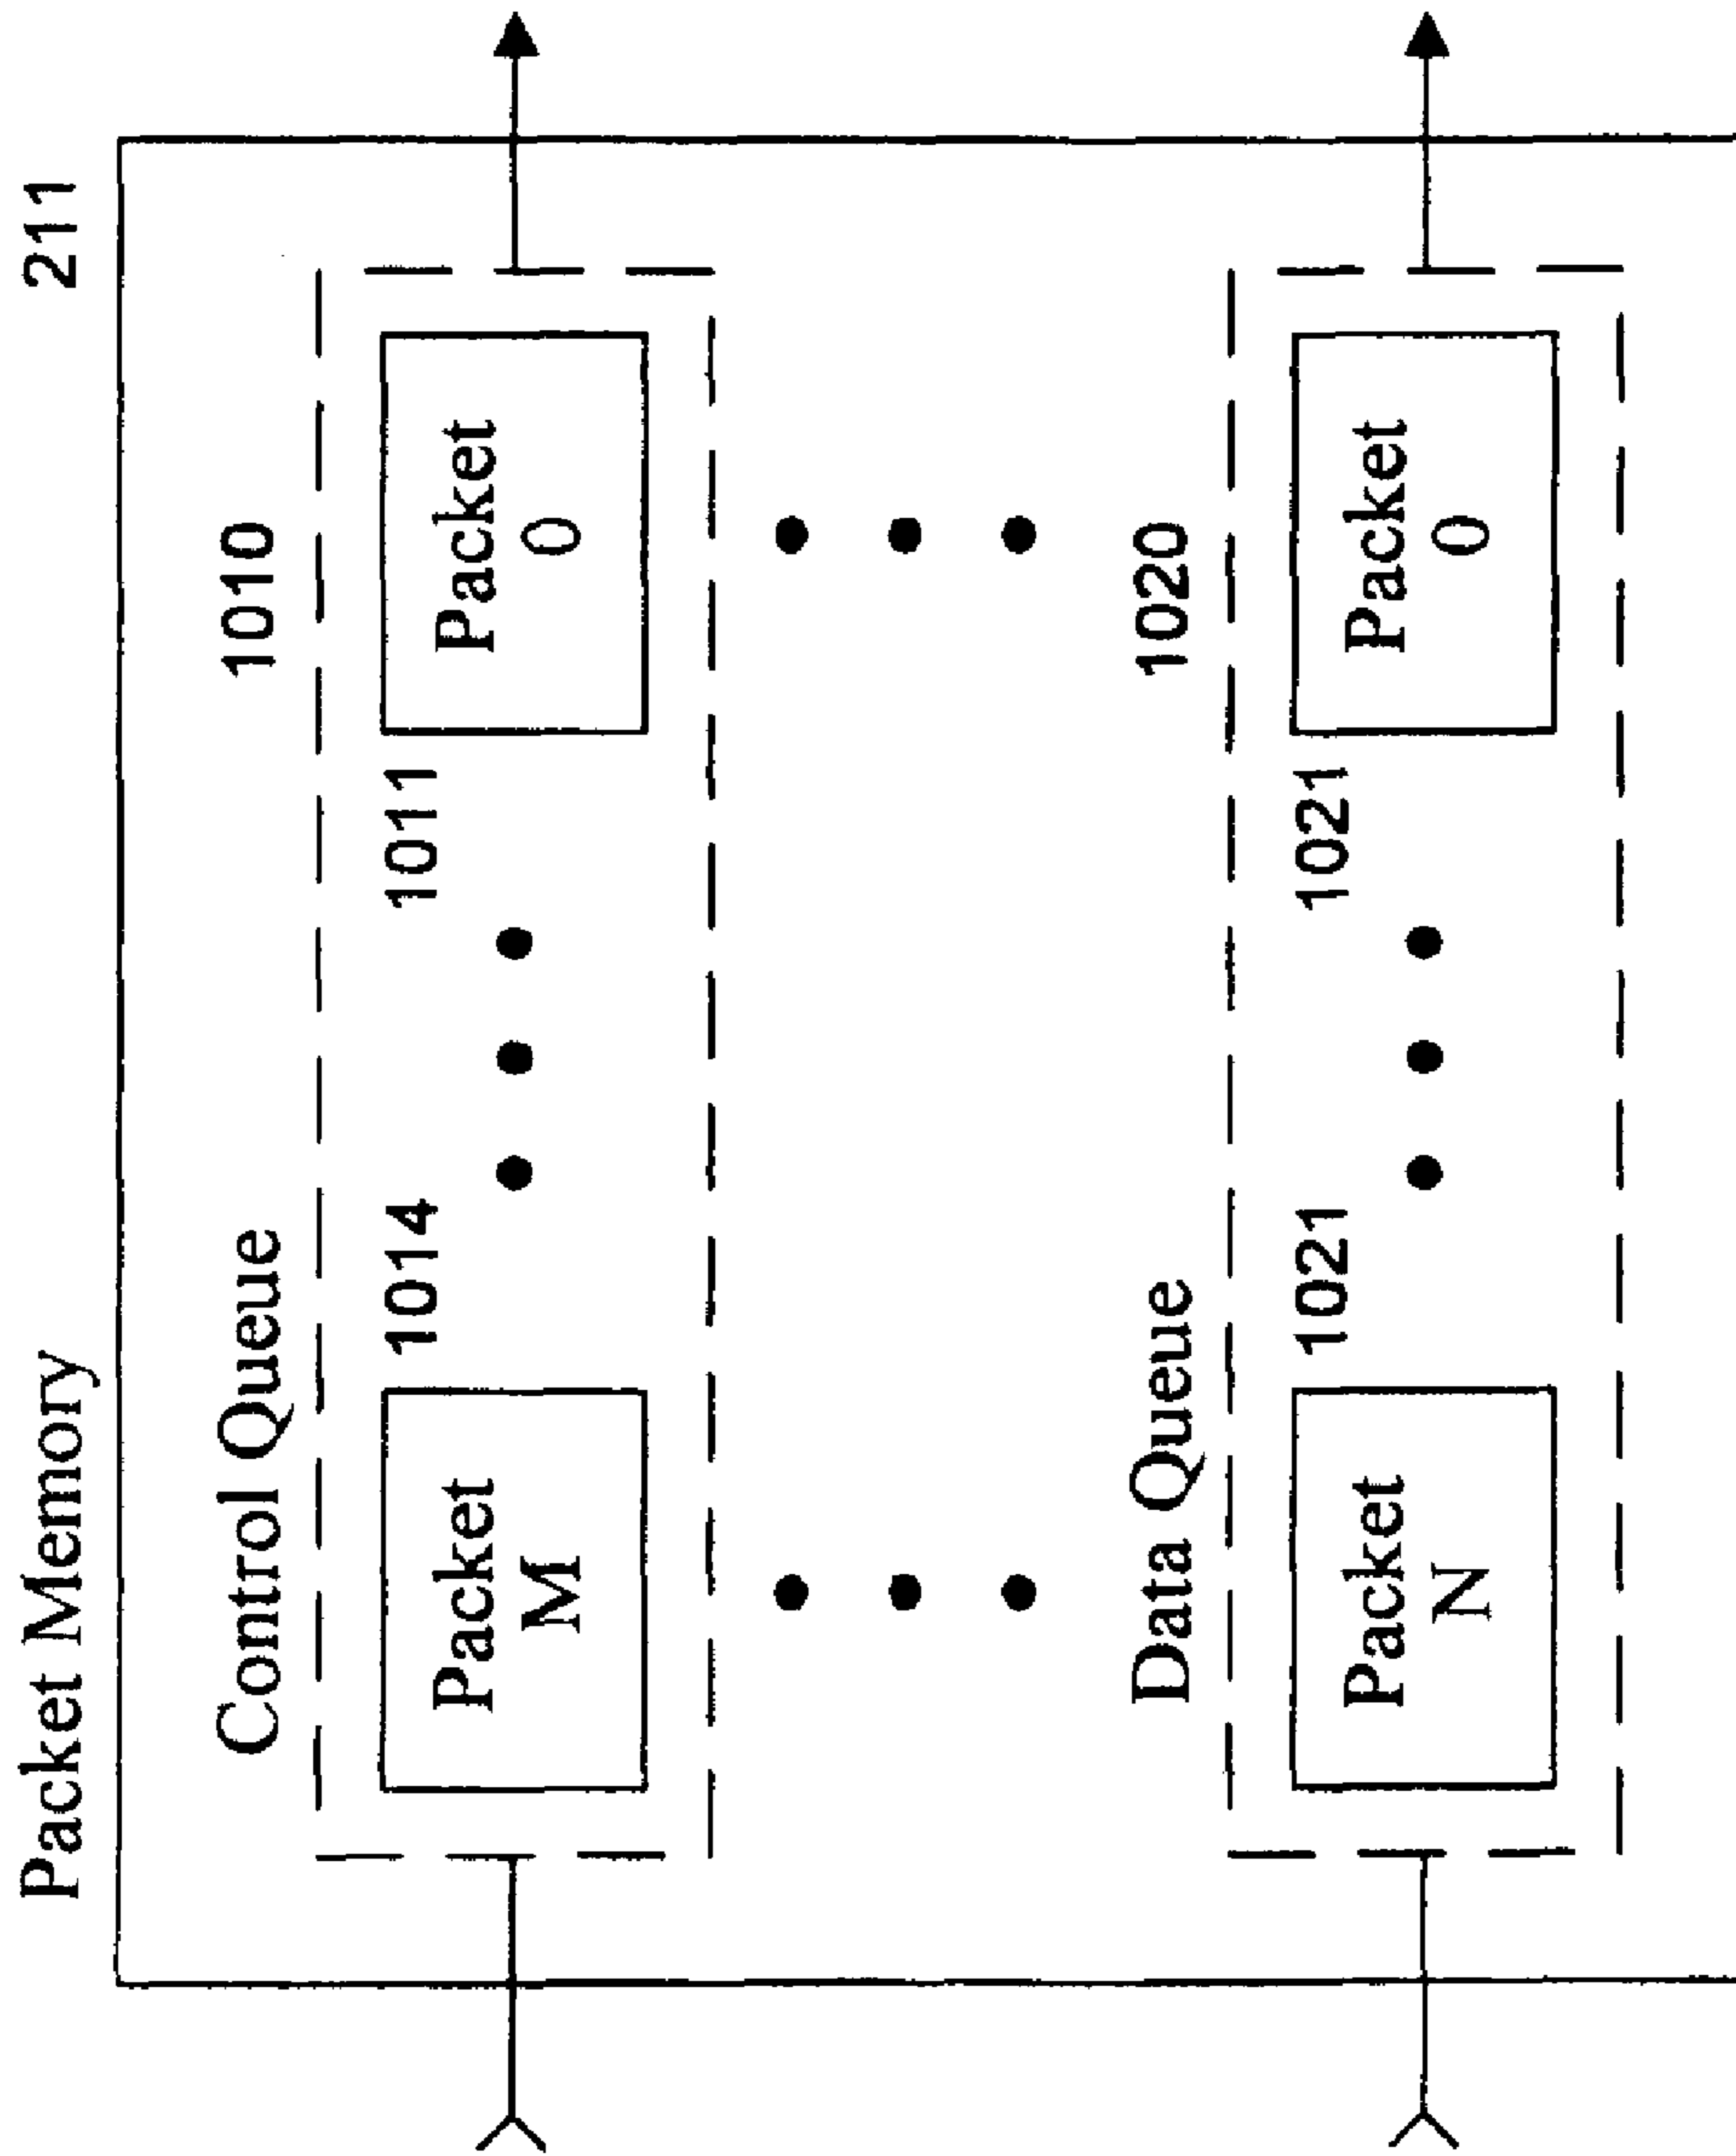 Packet Memory 211
Control Queue 1010
Packet
M
1014
1011
Packet
0
Data Queue 1020
Packet
N
1021
1021
Packet
0